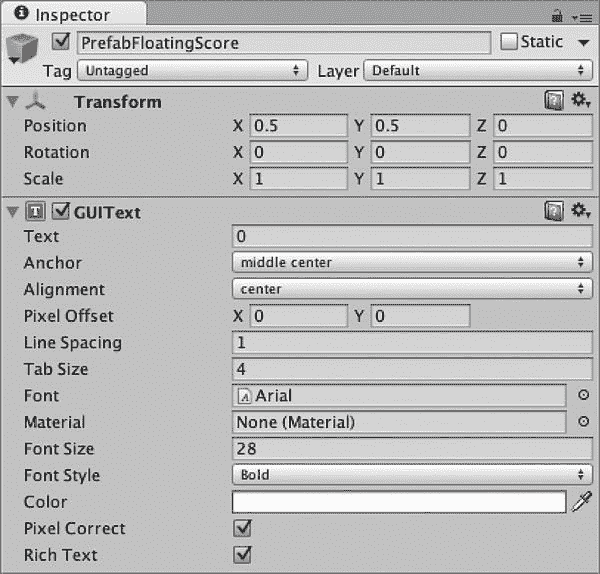 Inspector
PrefabFloatingScore Static
Tag Untagged Layer Default
Transform
Position X 0.5 Y 0.5 Z 0
Rotation X 0 Y 0 Z 0
Scale X 1 Y 1 Z 1
GUIText
Text 0
Anchor middle center
Alignment center
Pixel Offset X 0 Y 0
Line Spacing 1
Tab Size 4
Font Arial
Material None (Material)
Font Size 28
Font Style Bold
Color
Pixel Correct
Rich Text